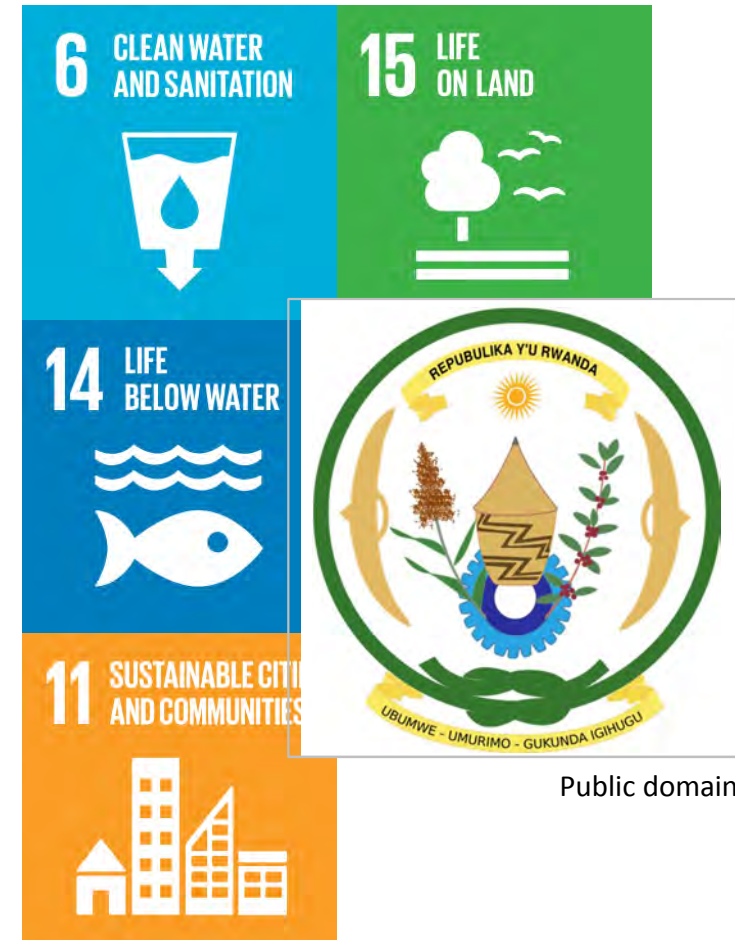 6 CLEAN WATER
AND SANITATION
15 LIFE
ON LAND
14 LIFE
BELOW WATER
REPUBULIKA Y'U RWANDA
UBUMWE - UMURIMO - GUKUNDA IGIHUGU
11 SUSTAINABLE CITI
AND COMMUNITIES
Public domain